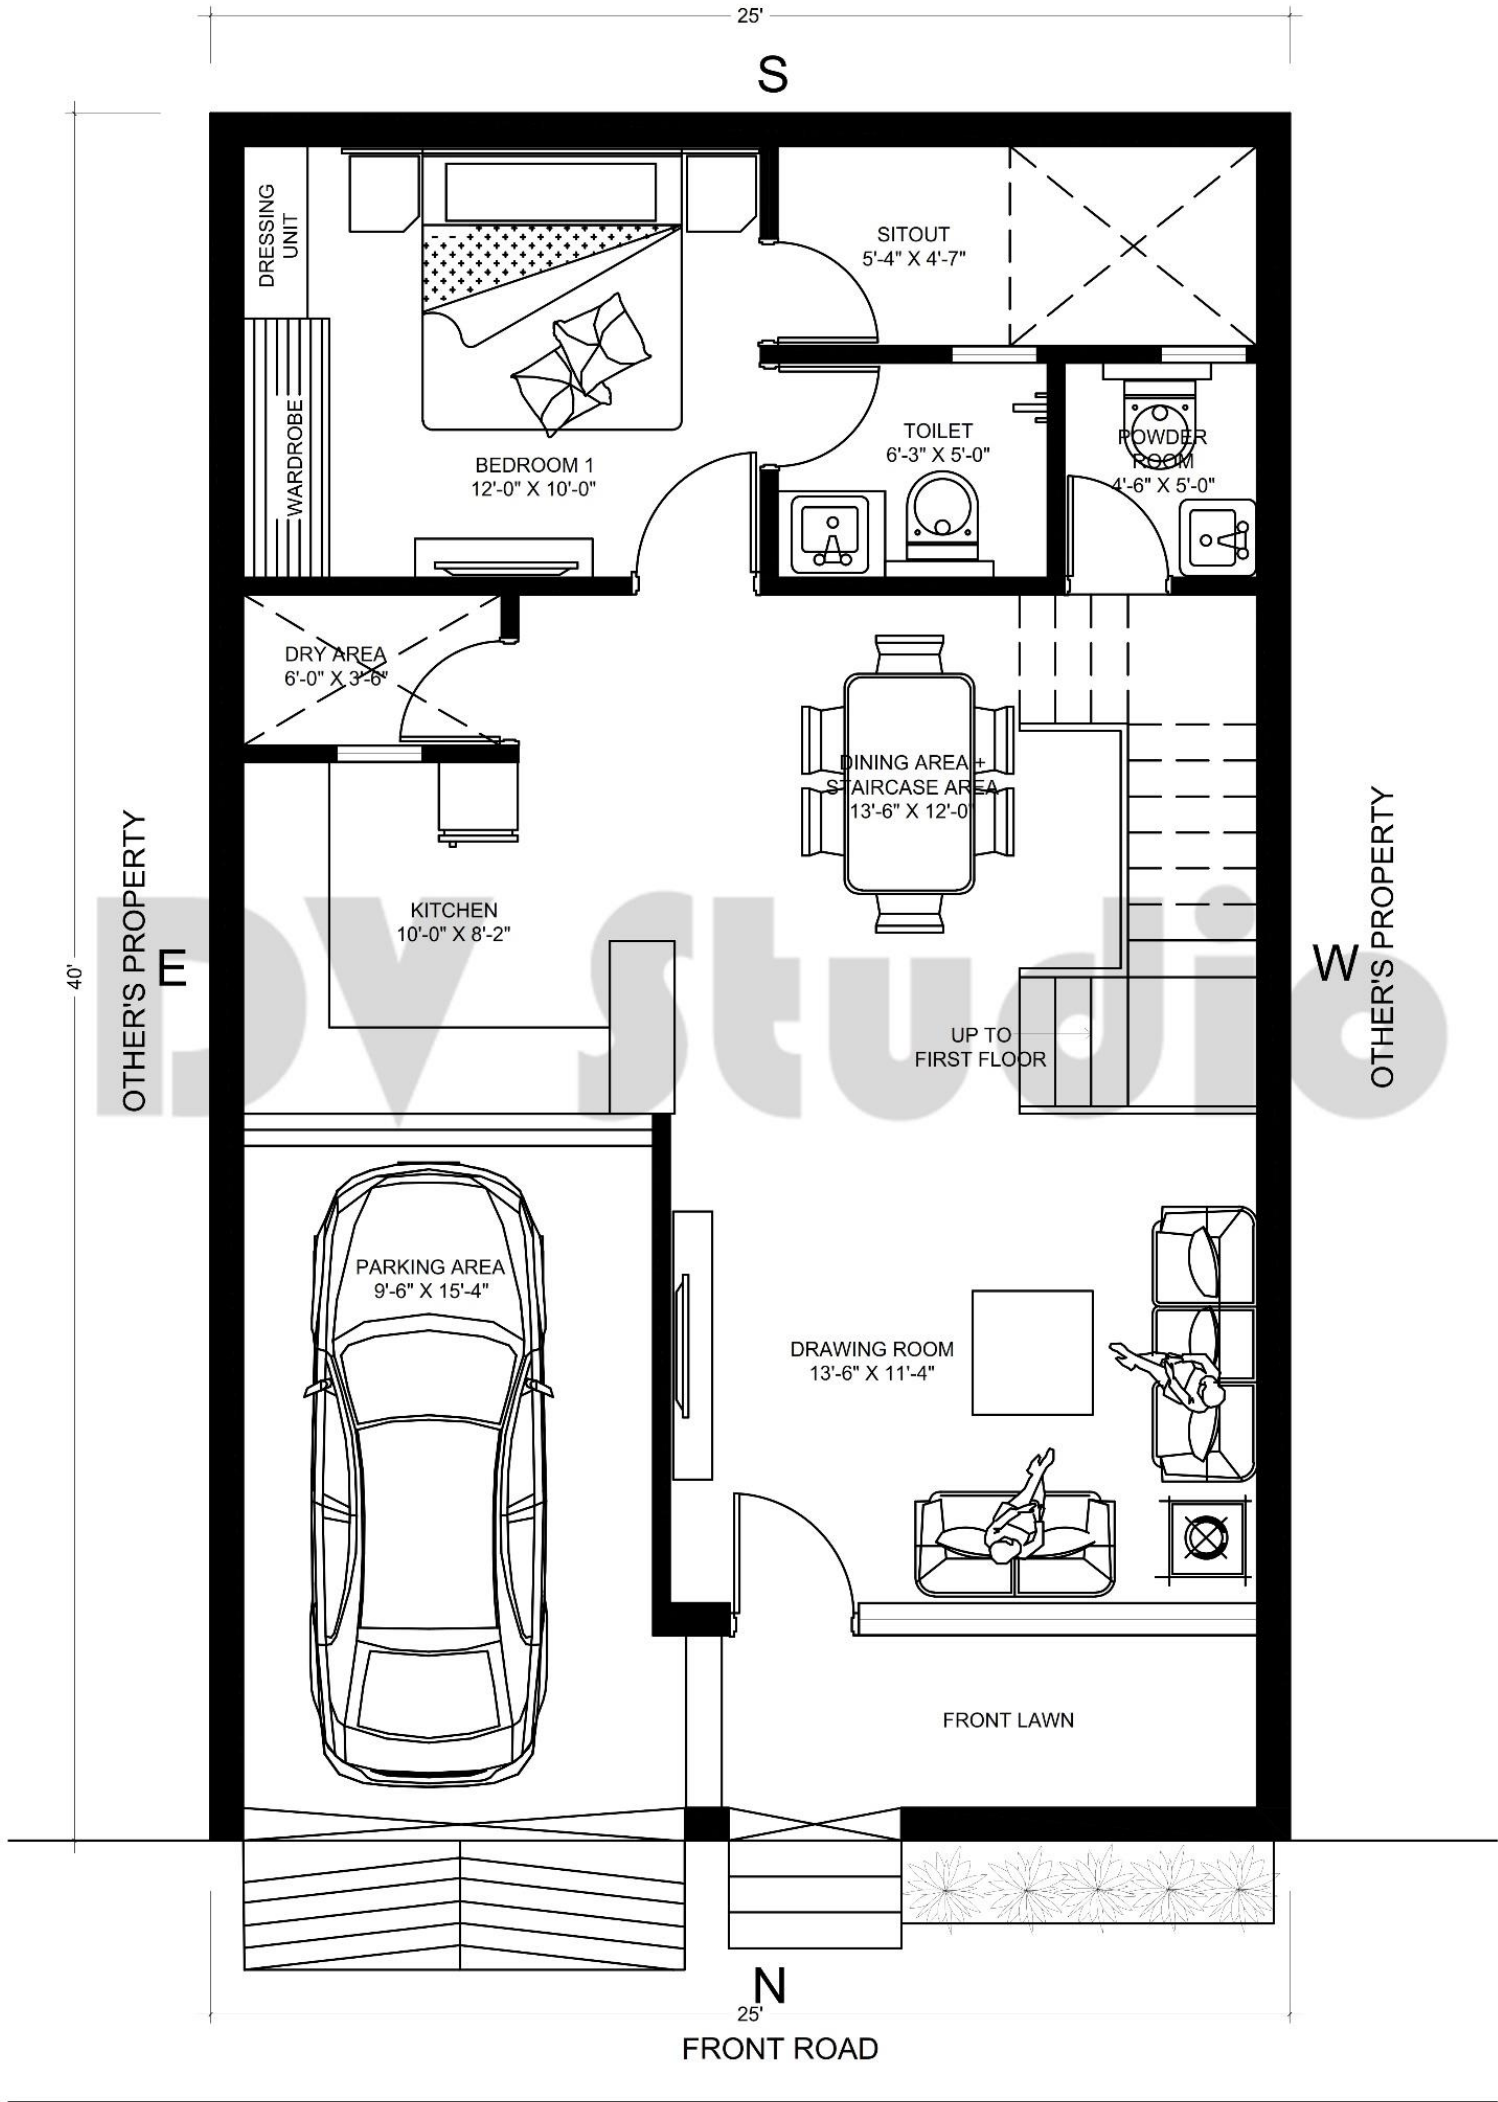 25'
S
DRESSING
UNIT
SITOUT
5'-4" X 4'-7"
WARDROBE
BEDROOM 1
12'-0" X 10'-0"
TOILET
6'-3" X 5'-0"
POWDER
ROOM
4'-6" X 5'-0"
DRY AREA
6'-0" X 3'-6"
DINING AREA +
STAIRCASE AREA
13'-6" X 12'-0"
OTHER'S PROPERTY
E
40'
KITCHEN
10'-0" X 8'-2"
W
OTHER'S PROPERTY
DV Studio
UP TO
FIRST FLOOR
PARKING AREA
9'-6" X 15'-4"
DRAWING ROOM
13'-6" X 11'-4"
FRONT LAWN
N
25'
FRONT ROAD